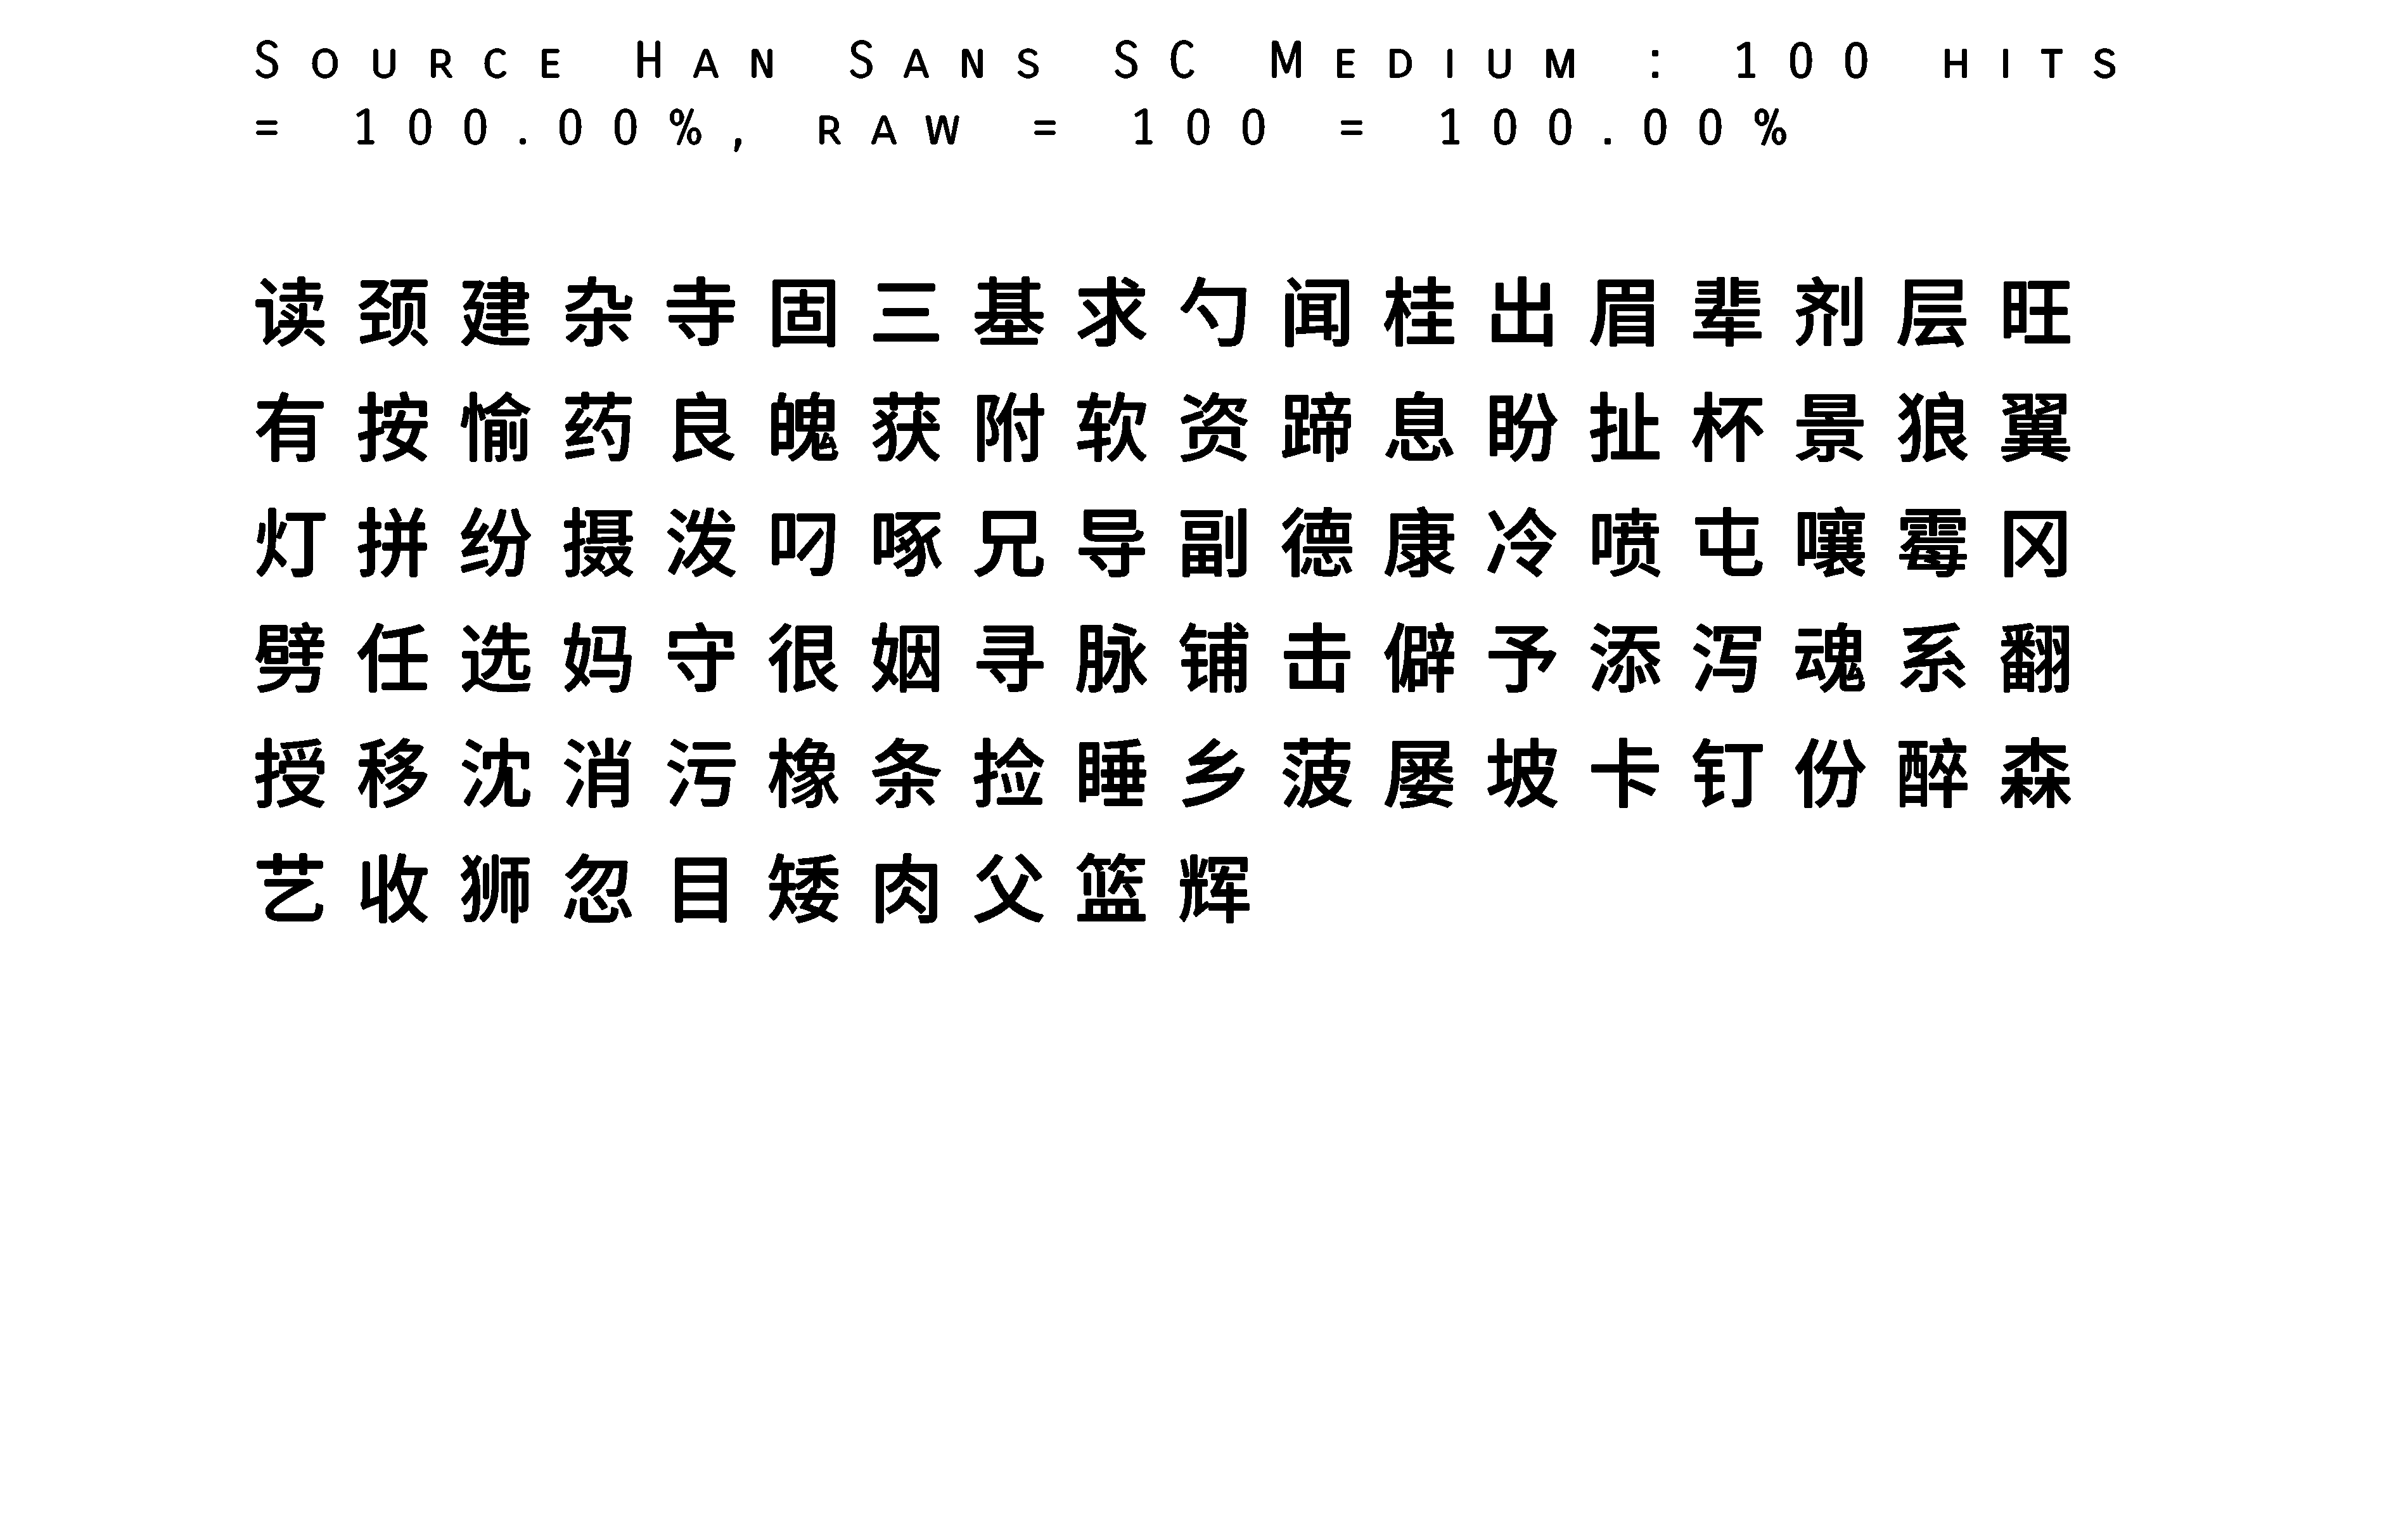 Source Han Sans SC Medium : 100 hits
= 100.00%, raw = 100 = 100.00%
读颈建杂寺固三基求勺闻桂出眉辈剂层旺
有按愉药良魄获附软资蹄息盼扯杯景狼翼
灯拼纷摄泼叼啄兄导副德康冷喷屯嚷霉冈
劈任选妈守很姻寻脉铺击僻予添泻魂系翻
授移沈消污橡条捡睡乡菠屡坡卡钉份醉森
艺收狮忽目矮肉父篮辉